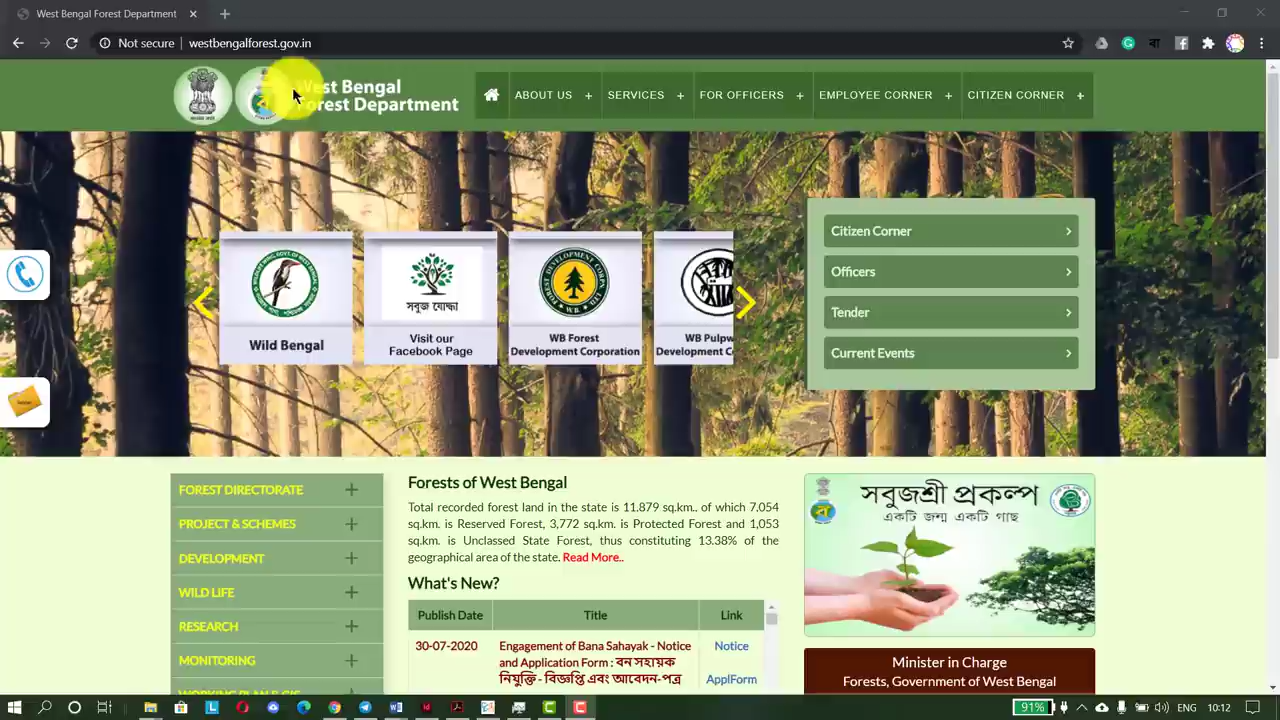 West Bengal Forest Department
Not secure | westbengalforest.gov.in
West Bengal
Forest Department
ABOUT US +
SERVICES +
FOR OFFICERS +
EMPLOYEE CORNER +
CITIZEN CORNER +
Wild Bengal
সবুজ যোদ্ধা
Visit our
Facebook Page
WB Forest
Development Corporation
WB Pulpw
Development C
Citizen Corner
Officers
Tender
Current Events
FOREST DIRECTORATE
PROJECT & SCHEMES
DEVELOPMENT
WILD LIFE
RESEARCH
MONITORING
Forests of West Bengal
Total recorded forest land in the state is 11.879 sq.km.. of which 7.054
sq.km. is Reserved Forest, 3,772 sq.km. is Protected Forest and 1,053
sq.km. is Unclassed State Forest, thus constituting 13.38% of the
geographical area of the state. Read More..
What's New?
Publish Date Title Link
30-07-2020 Engagement of Bana Sahayak - Notice Notice
and Application Form : বন সহায়ক
নিযুক্তি - বিজ্ঞপ্তি এবং আবেদন-পত্র ApplForm
সবুজশ্রী প্রকল্প
একটি জন্ম একটি গাছ
Minister in Charge
Forests, Government of West Bengal
91%
ENG
10:12